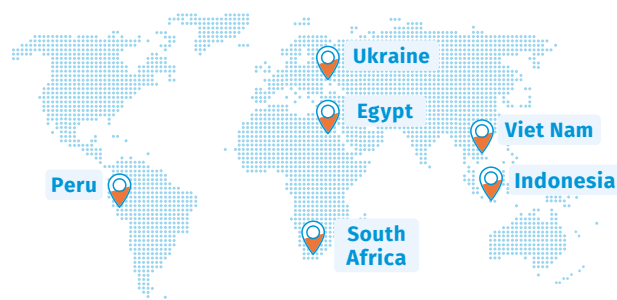 Ukraine
Egypt
Viet Nam
Peru
Indonesia
South
Africa